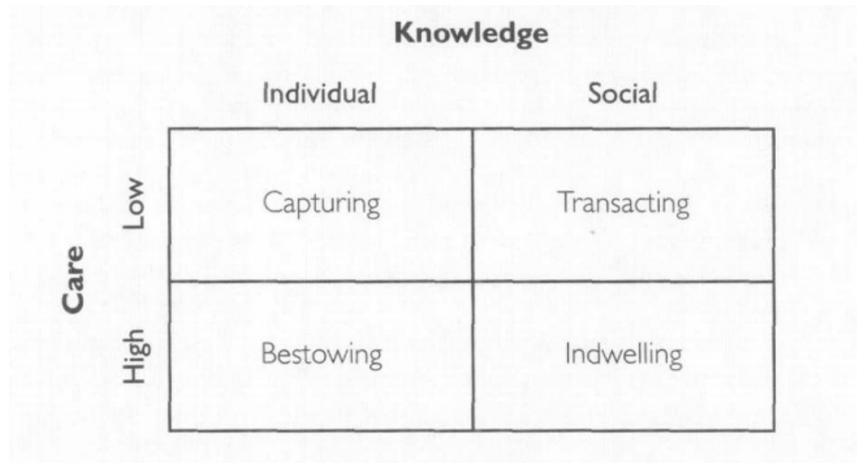 Knowledge
Individual Social
Care
Low
Capturing Transacting
High
Bestowing Indwelling